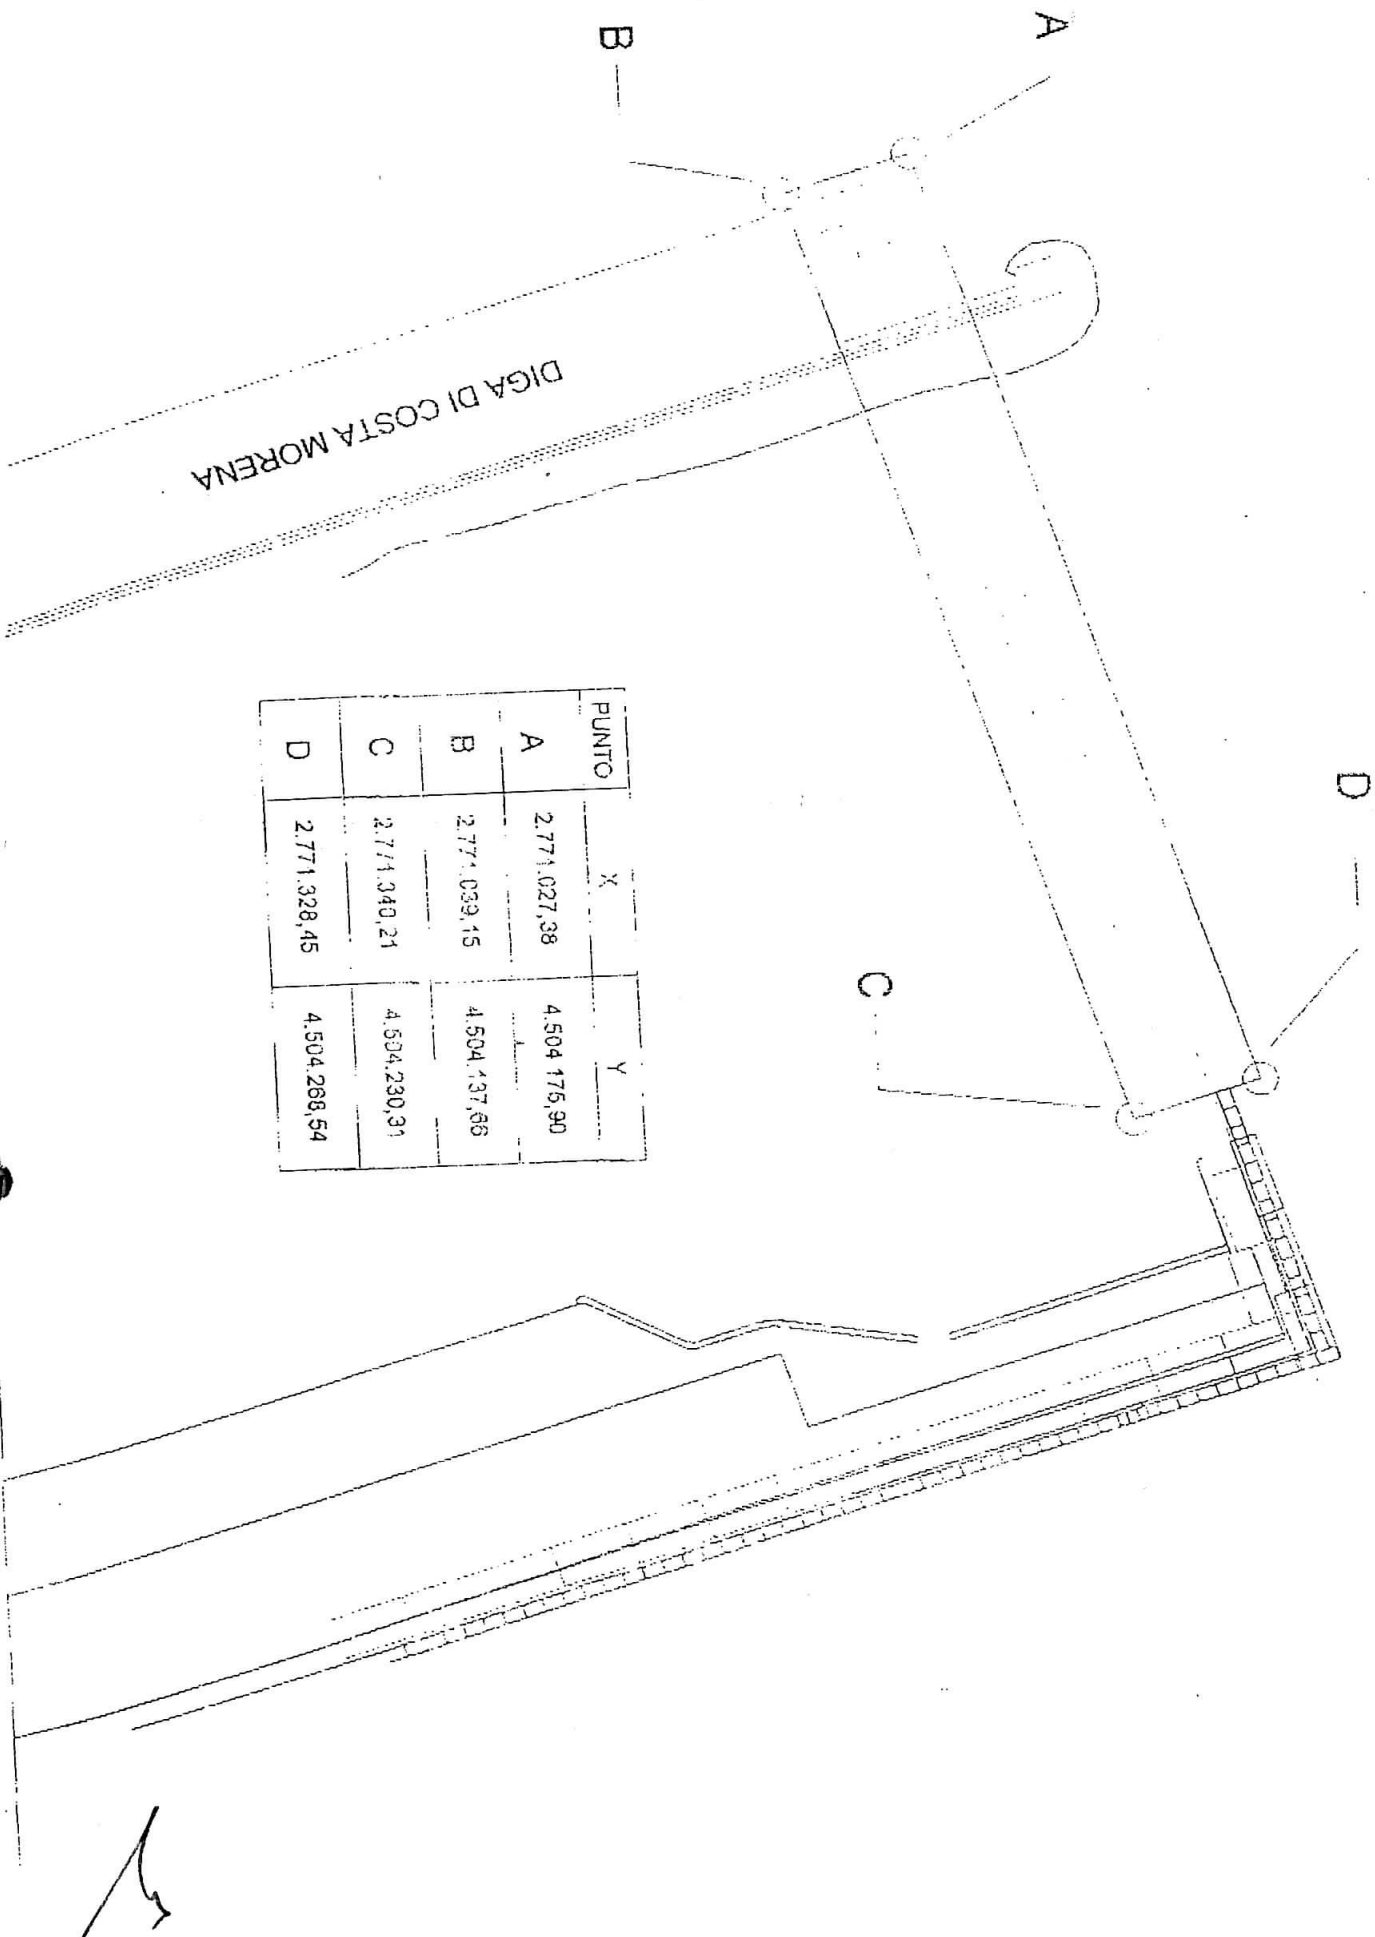 A
B
D
C
DIGA DI COSTA MORENA
PUNTO X Y
A 2.771.027,38 4.504 175,90
B 2.771.039,15 4.504.137,66
C 2.771.340,21 4.504.230,31
D 2.771.328,45 4.504.268,54